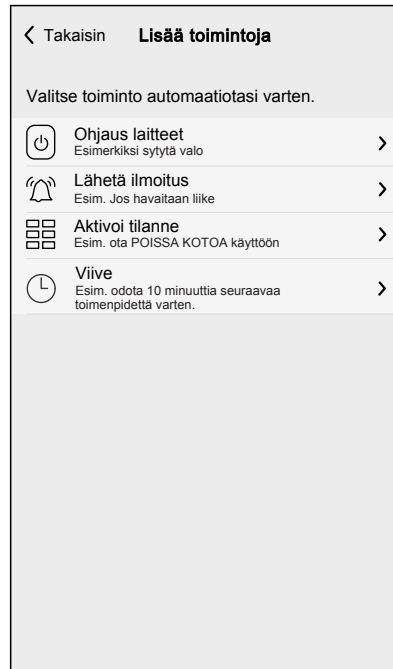 Takaisin Lisää toimintoja
Valitse toiminto automaatiotasi varten.
Ohjaus laitteet
Esimerkiksi sytytä valo
Lähetä ilmoitus
Esim. Jos havaitaan liike
Aktivoi tilanne
Esim. ota POISSA KOTOA käyttöön
Viive
Esim. odota 10 minuuttia seuraavaa
toimenpidettä varten.